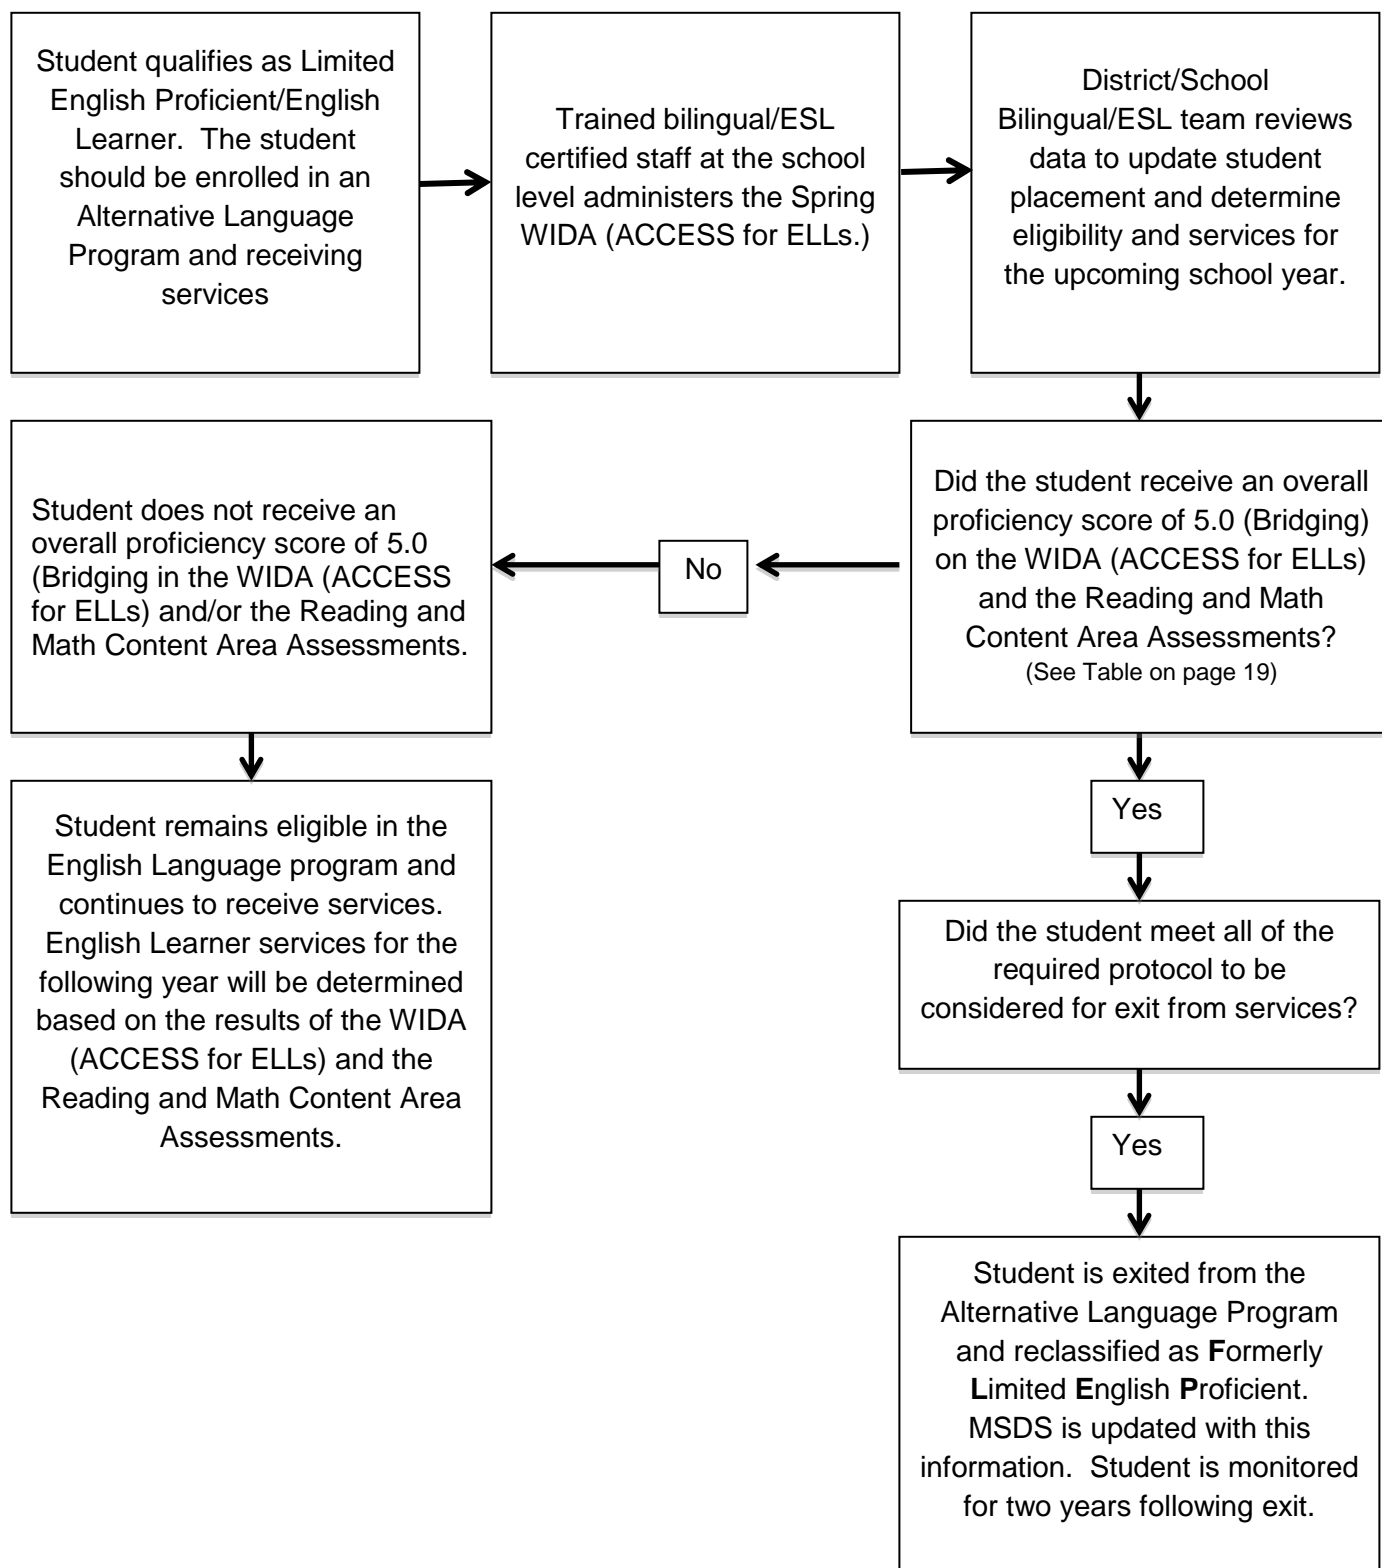 Student qualifies as Limited
English Proficient/English
Learner.  The student
should be enrolled in an
Alternative Language
Program and receiving
services
Trained bilingual/ESL
certified staff at the school
level administers the Spring
WIDA (ACCESS for ELLs.)
District/School
Bilingual/ESL team reviews
data to update student
placement and determine
eligibility and services for
the upcoming school year.
Did the student receive an overall
proficiency score of 5.0 (Bridging)
on the WIDA (ACCESS for ELLs)
and the Reading and Math
Content Area Assessments?
(See Table on page 19)
No
Student does not receive an
overall proficiency score of 5.0
(Bridging in the WIDA (ACCESS
for ELLs) and/or the Reading and
Math Content Area Assessments.
Student remains eligible in the
English Language program and
continues to receive services.
English Learner services for the
following year will be determined
based on the results of the WIDA
(ACCESS for ELLs) and the
Reading and Math Content Area
Assessments.
Yes
Did the student meet all of the
required protocol to be
considered for exit from services?
Yes
Student is exited from the
Alternative Language Program
and reclassified as Formerly
Limited English Proficient.
MSDS is updated with this
information.  Student is monitored
for two years following exit.